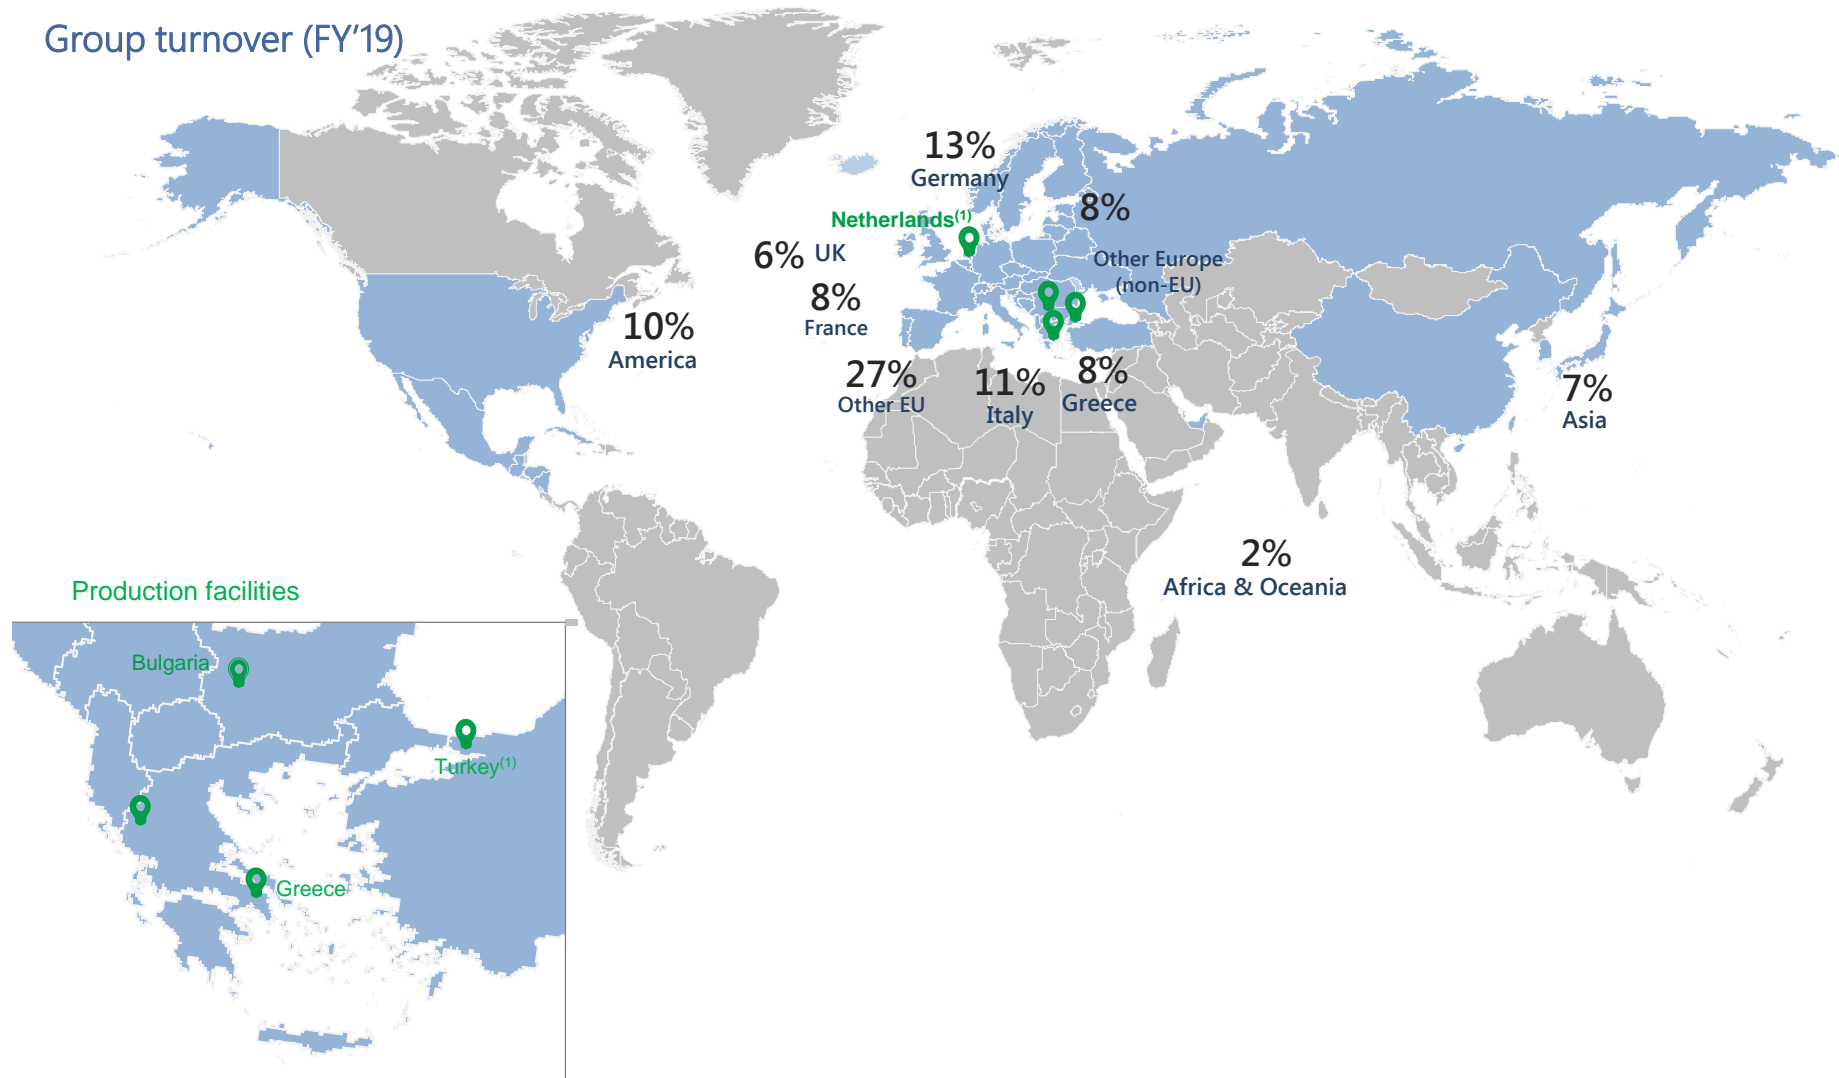 Group turnover (FY'19)
13%
Germany
8%
Other Europe
(non-EU)
Netherlands(1)
6% UK
8%
France
10%
America
27%
Other EU
11%
Italy
8%
Greece
7%
Asia
2%
Africa & Oceania
Production facilities
Bulgaria
Turkey(1)
Greece